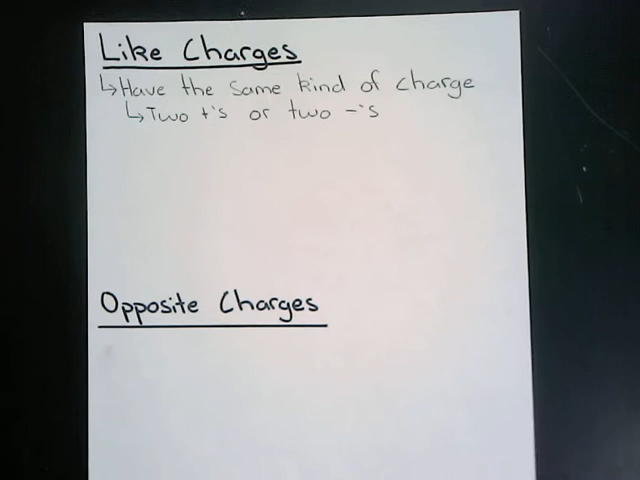 Like Charges
↳ Have the same kind of charge
↳ Two +'s or two -'s
Opposite Charges